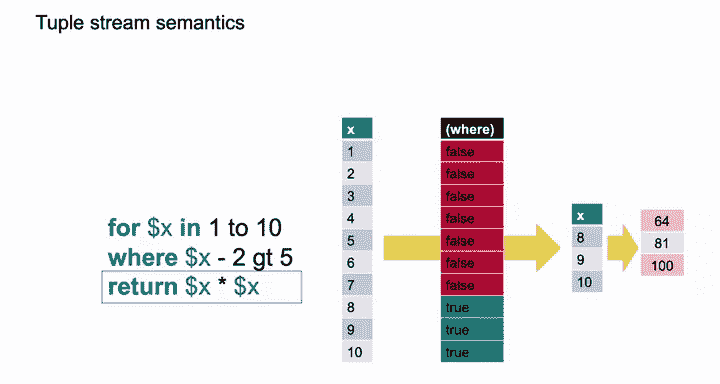 Tuple stream semantics
for $x in 1 to 10
where $x - 2 gt 5
return $x * $x
x
1
2
3
4
5
6
7
8
9
10
(where)
false
false
false
false
false
false
false
true
true
true
x
8
9
10
64
81
100